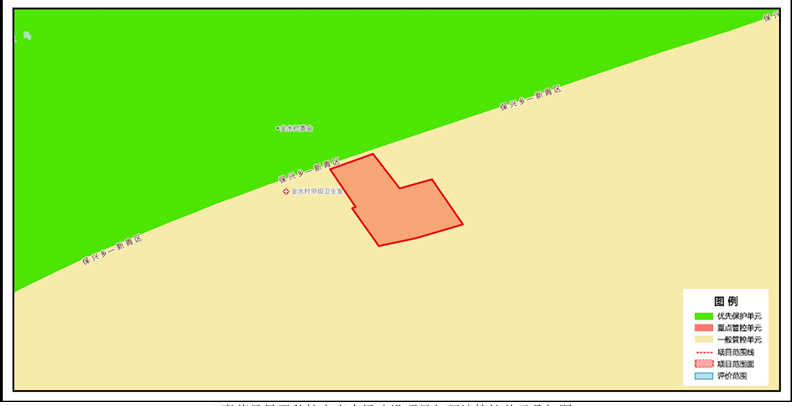 保兴
保兴乡—新青区
金水村委会
保兴乡—新青区
金水村甲级卫生室
保兴乡—新青区
图例
优先保护单元
重点管控单元
一般管控单元
项目范围线
项目范围面
评价范围